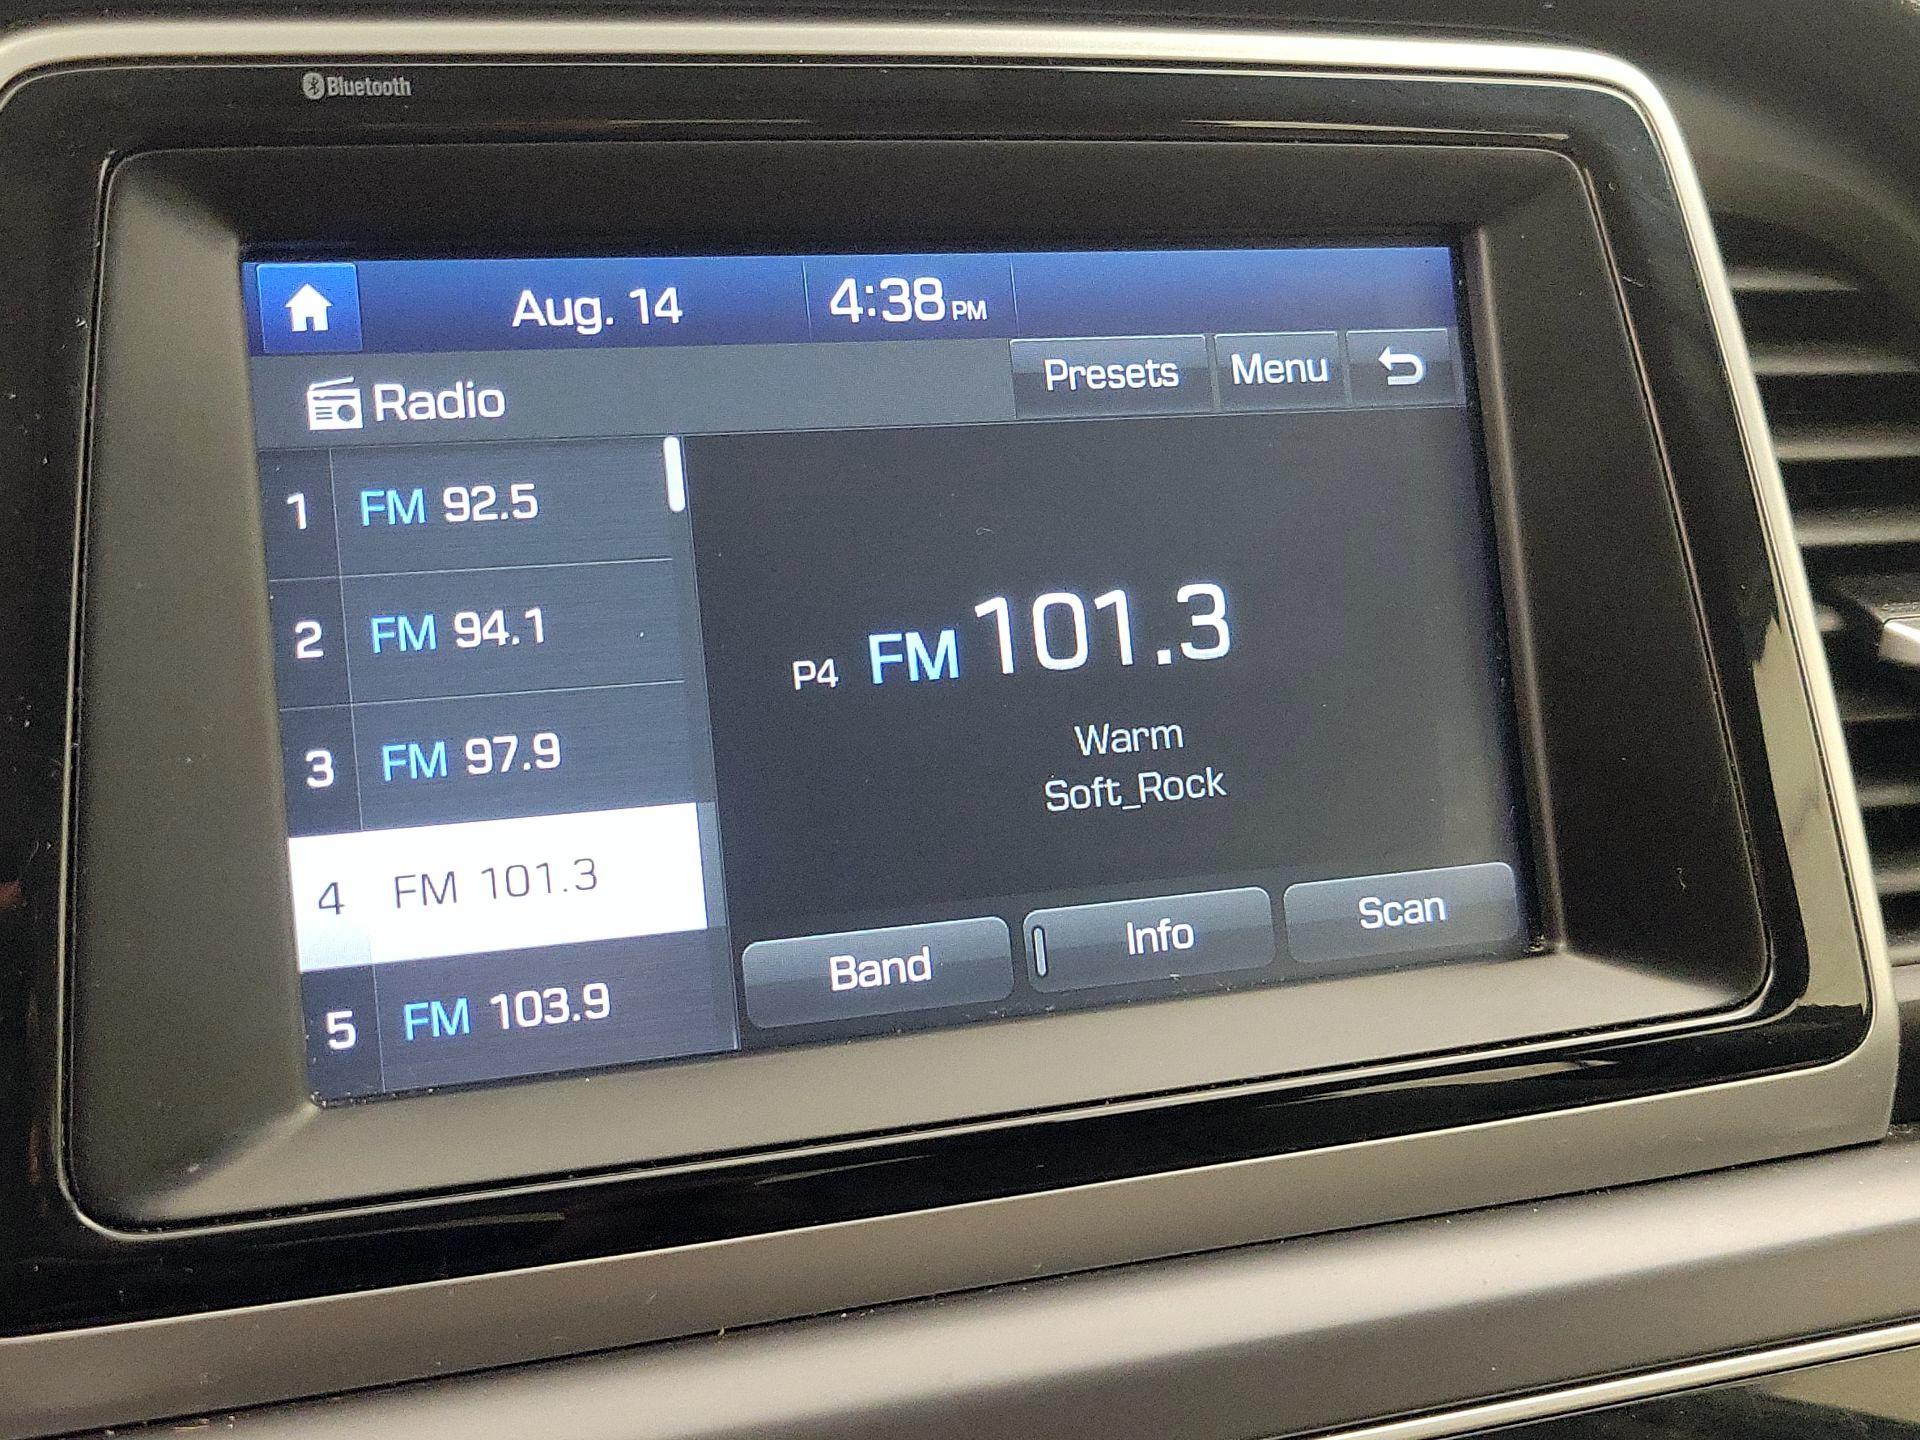 Bluetooth
Aug. 14 4:38 PM
Radio Presets Menu
1 FM 92.5
2 FM 94.1
3 FM 97.9
4 FM 101.3
5 FM 103.9
P4 FM 101.3
Warm
Soft_Rock
Band Info Scan